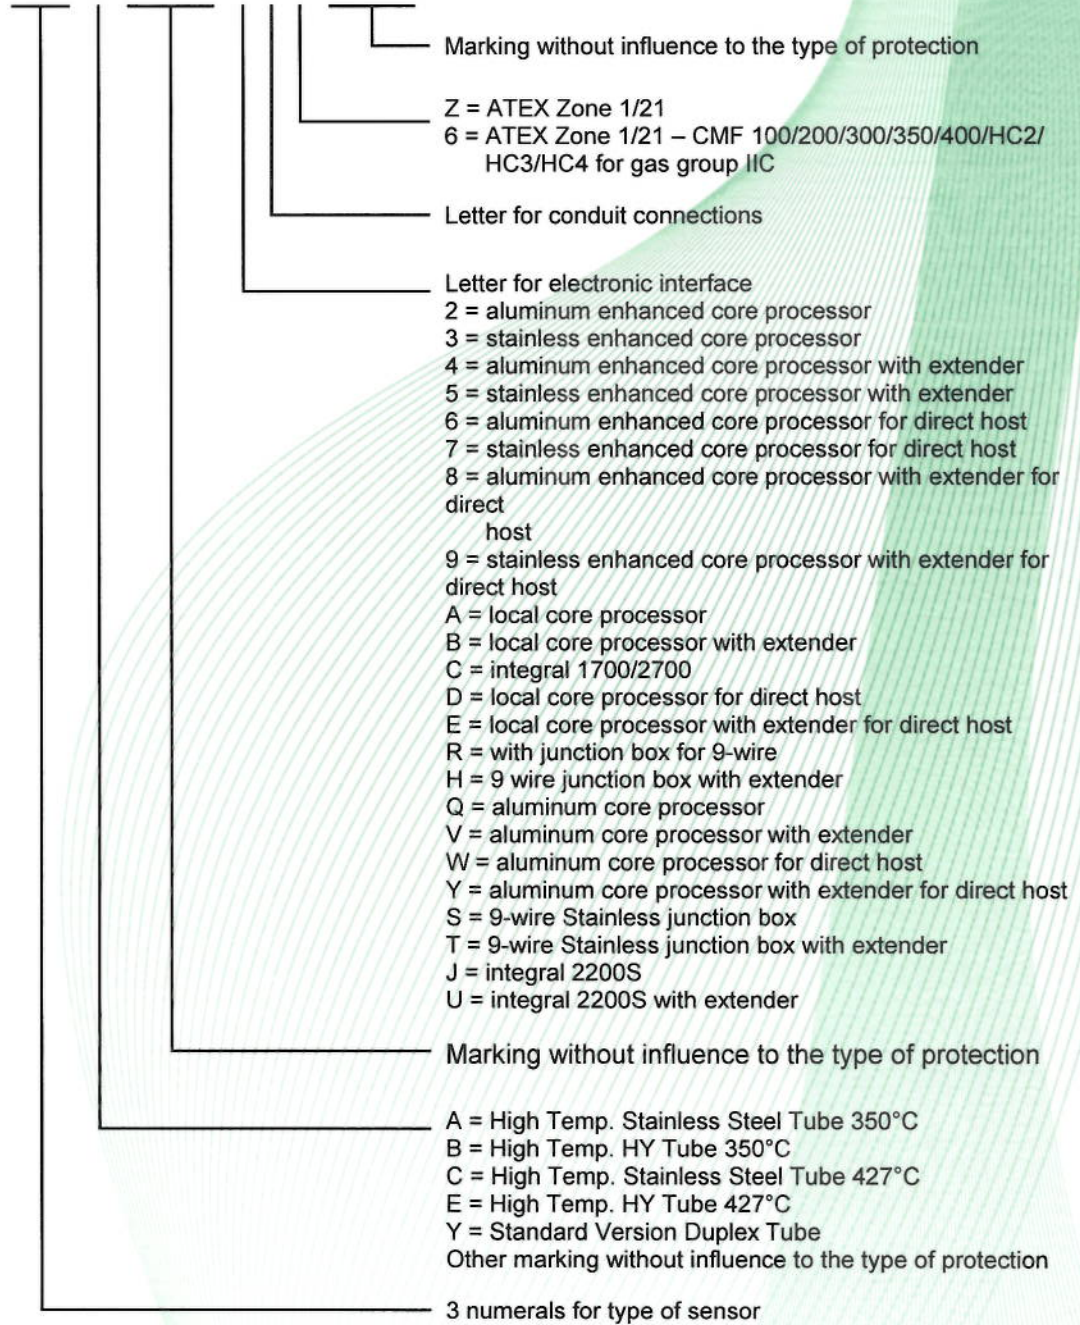 Marking without influence to the type of protection
Z = ATEX Zone 1/21
6 = ATEX Zone 1/21 – CMF 100/200/300/350/400/HC2/
HC3/HC4 for gas group IIC
Letter for conduit connections
Letter for electronic interface
2 = aluminum enhanced core processor
3 = stainless enhanced core processor
4 = aluminum enhanced core processor with extender
5 = stainless enhanced core processor with extender
6 = aluminum enhanced core processor for direct host
7 = stainless enhanced core processor for direct host
8 = aluminum enhanced core processor with extender for
direct
host
9 = stainless enhanced core processor with extender for
direct host
A = local core processor
B = local core processor with extender
C = integral 1700/2700
D = local core processor for direct host
E = local core processor with extender for direct host
R = with junction box for 9-wire
H = 9 wire junction box with extender
Q = aluminum core processor
V = aluminum core processor with extender
W = aluminum core processor for direct host
Y = aluminum core processor with extender for direct host
S = 9-wire Stainless junction box
T = 9-wire Stainless junction box with extender
J = integral 2200S
U = integral 2200S with extender
Marking without influence to the type of protection
A = High Temp. Stainless Steel Tube 350°C
B = High Temp. HY Tube 350°C
C = High Temp. Stainless Steel Tube 427°C
E = High Temp. HY Tube 427°C
Y = Standard Version Duplex Tube
Other marking without influence to the type of protection
3 numerals for type of sensor